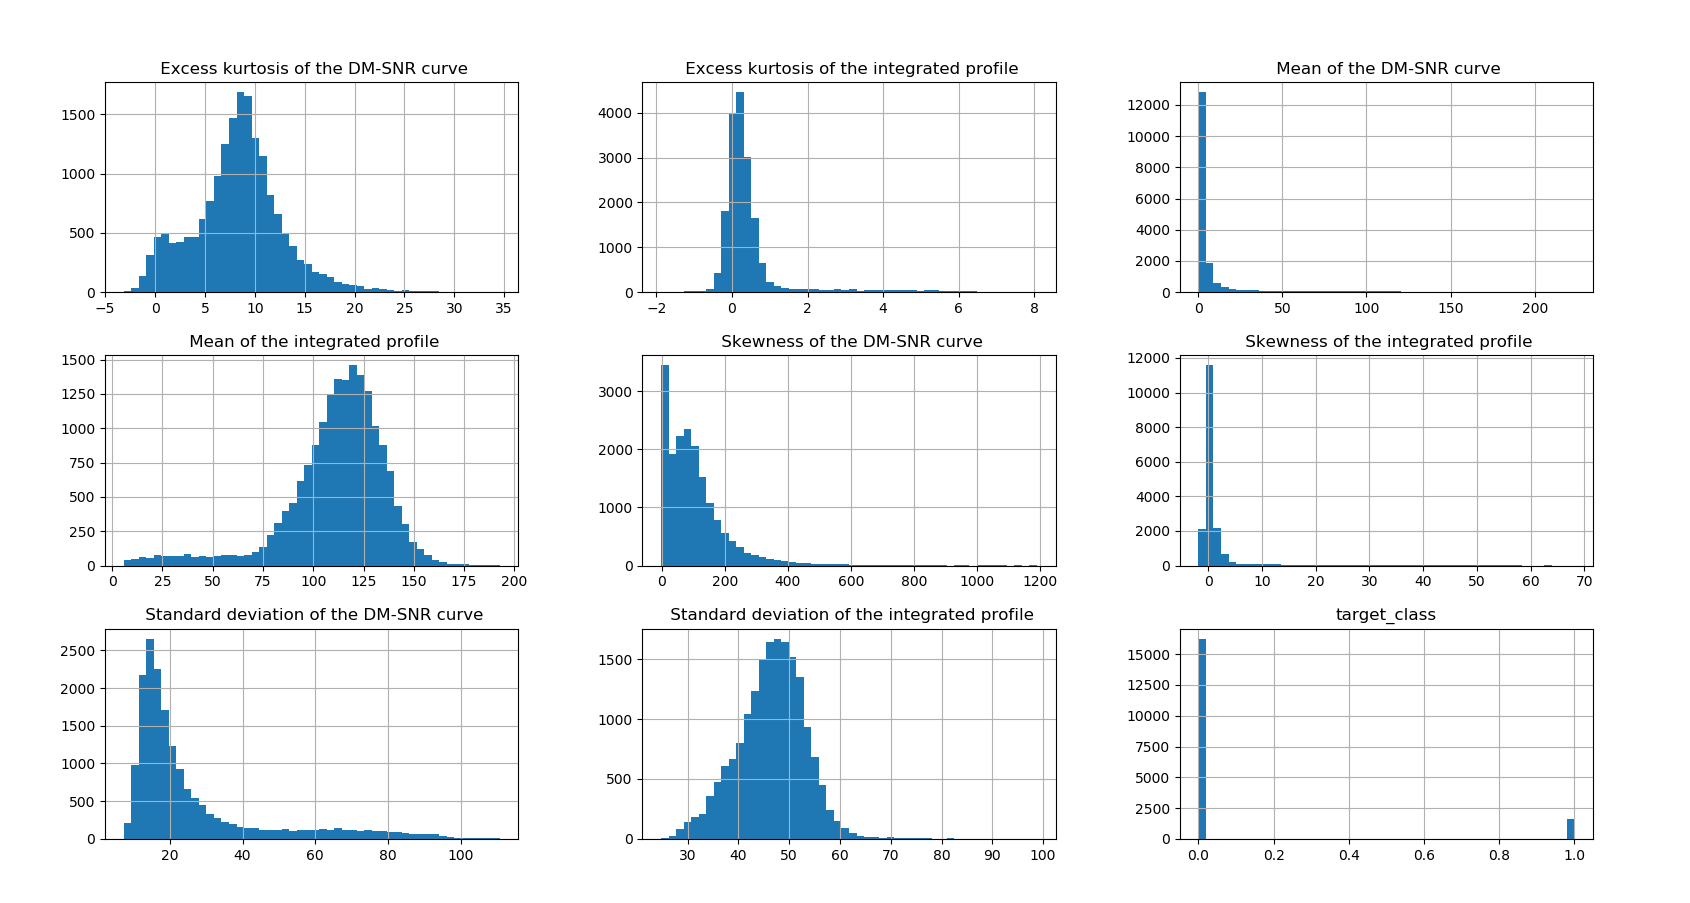 Excess kurtosis of the DM-SNR curve
1500
1000
500
0
−5 0 5 10 15 20 25 30 35
Excess kurtosis of the integrated profile
4000
3000
2000
1000
0
−2 0 2 4 6 8
Mean of the DM-SNR curve
12000
10000
8000
6000
4000
2000
0
0 50 100 150 200
Mean of the integrated profile
1500
1250
1000
750
500
250
0
0 25 50 75 100 125 150 175 200
Skewness of the DM-SNR curve
3000
2000
1000
0
0 200 400 600 800 1000 1200
Skewness of the integrated profile
12000
10000
8000
6000
4000
2000
0
0 10 20 30 40 50 60 70
Standard deviation of the DM-SNR curve
2500
2000
1500
1000
500
0
20 40 60 80 100
Standard deviation of the integrated profile
1500
1000
500
0
30 40 50 60 70 80 90 100
target_class
15000
12500
10000
7500
5000
2500
0
0.0 0.2 0.4 0.6 0.8 1.0